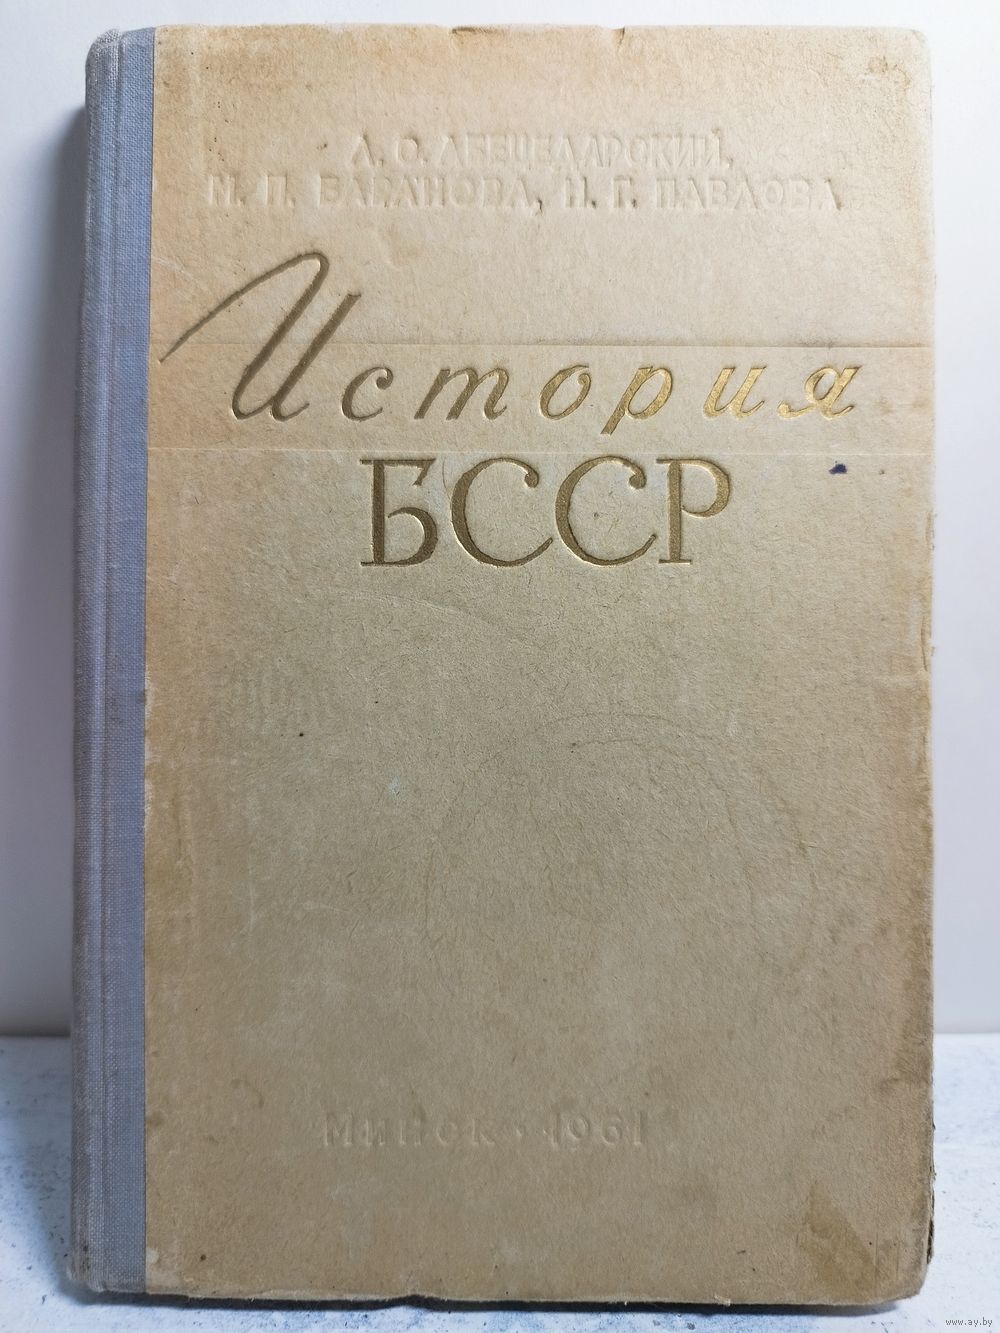 Л. С. АБЕЦЕДАРСКИЙ,
М. П. БАРАНОВА, Н. Г. ПАВЛОВА
История
БССР
МИНСК · 1961
www.ay.by